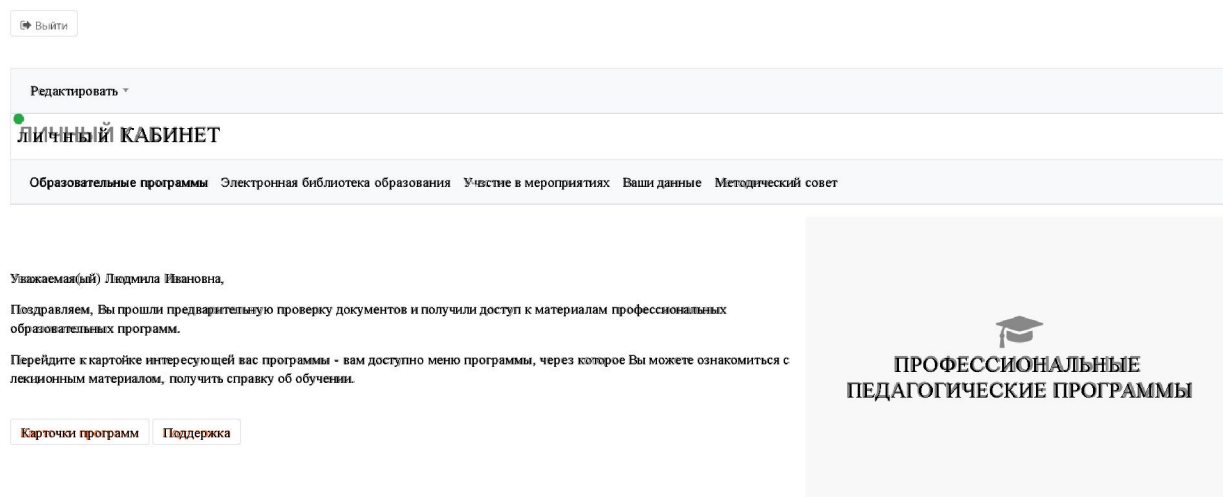 Выйти
Редактировать
ЛИЧНЫЙ КАБИНЕТ
Образовательные программы Электронная библиотека образования Участие в мероприятиях Ваши данные Методический совет
Уважаемая(ый) Людмила Ивановна,
Поздравляем, Вы прошли предварительную проверку документов и получили доступ к материалам профессиональных
образовательных программ.
Перейдите к картойке интересующей вас программы - вам доступно меню программы, через которое Вы можете ознакомиться с
лекционным материалом, получить справку об обучении.
Карточки программ Поддержка
ПРОФЕССИОНАЛЬНЫЕ
ПЕДАГОГИЧЕСКИЕ ПРОГРАММЫ